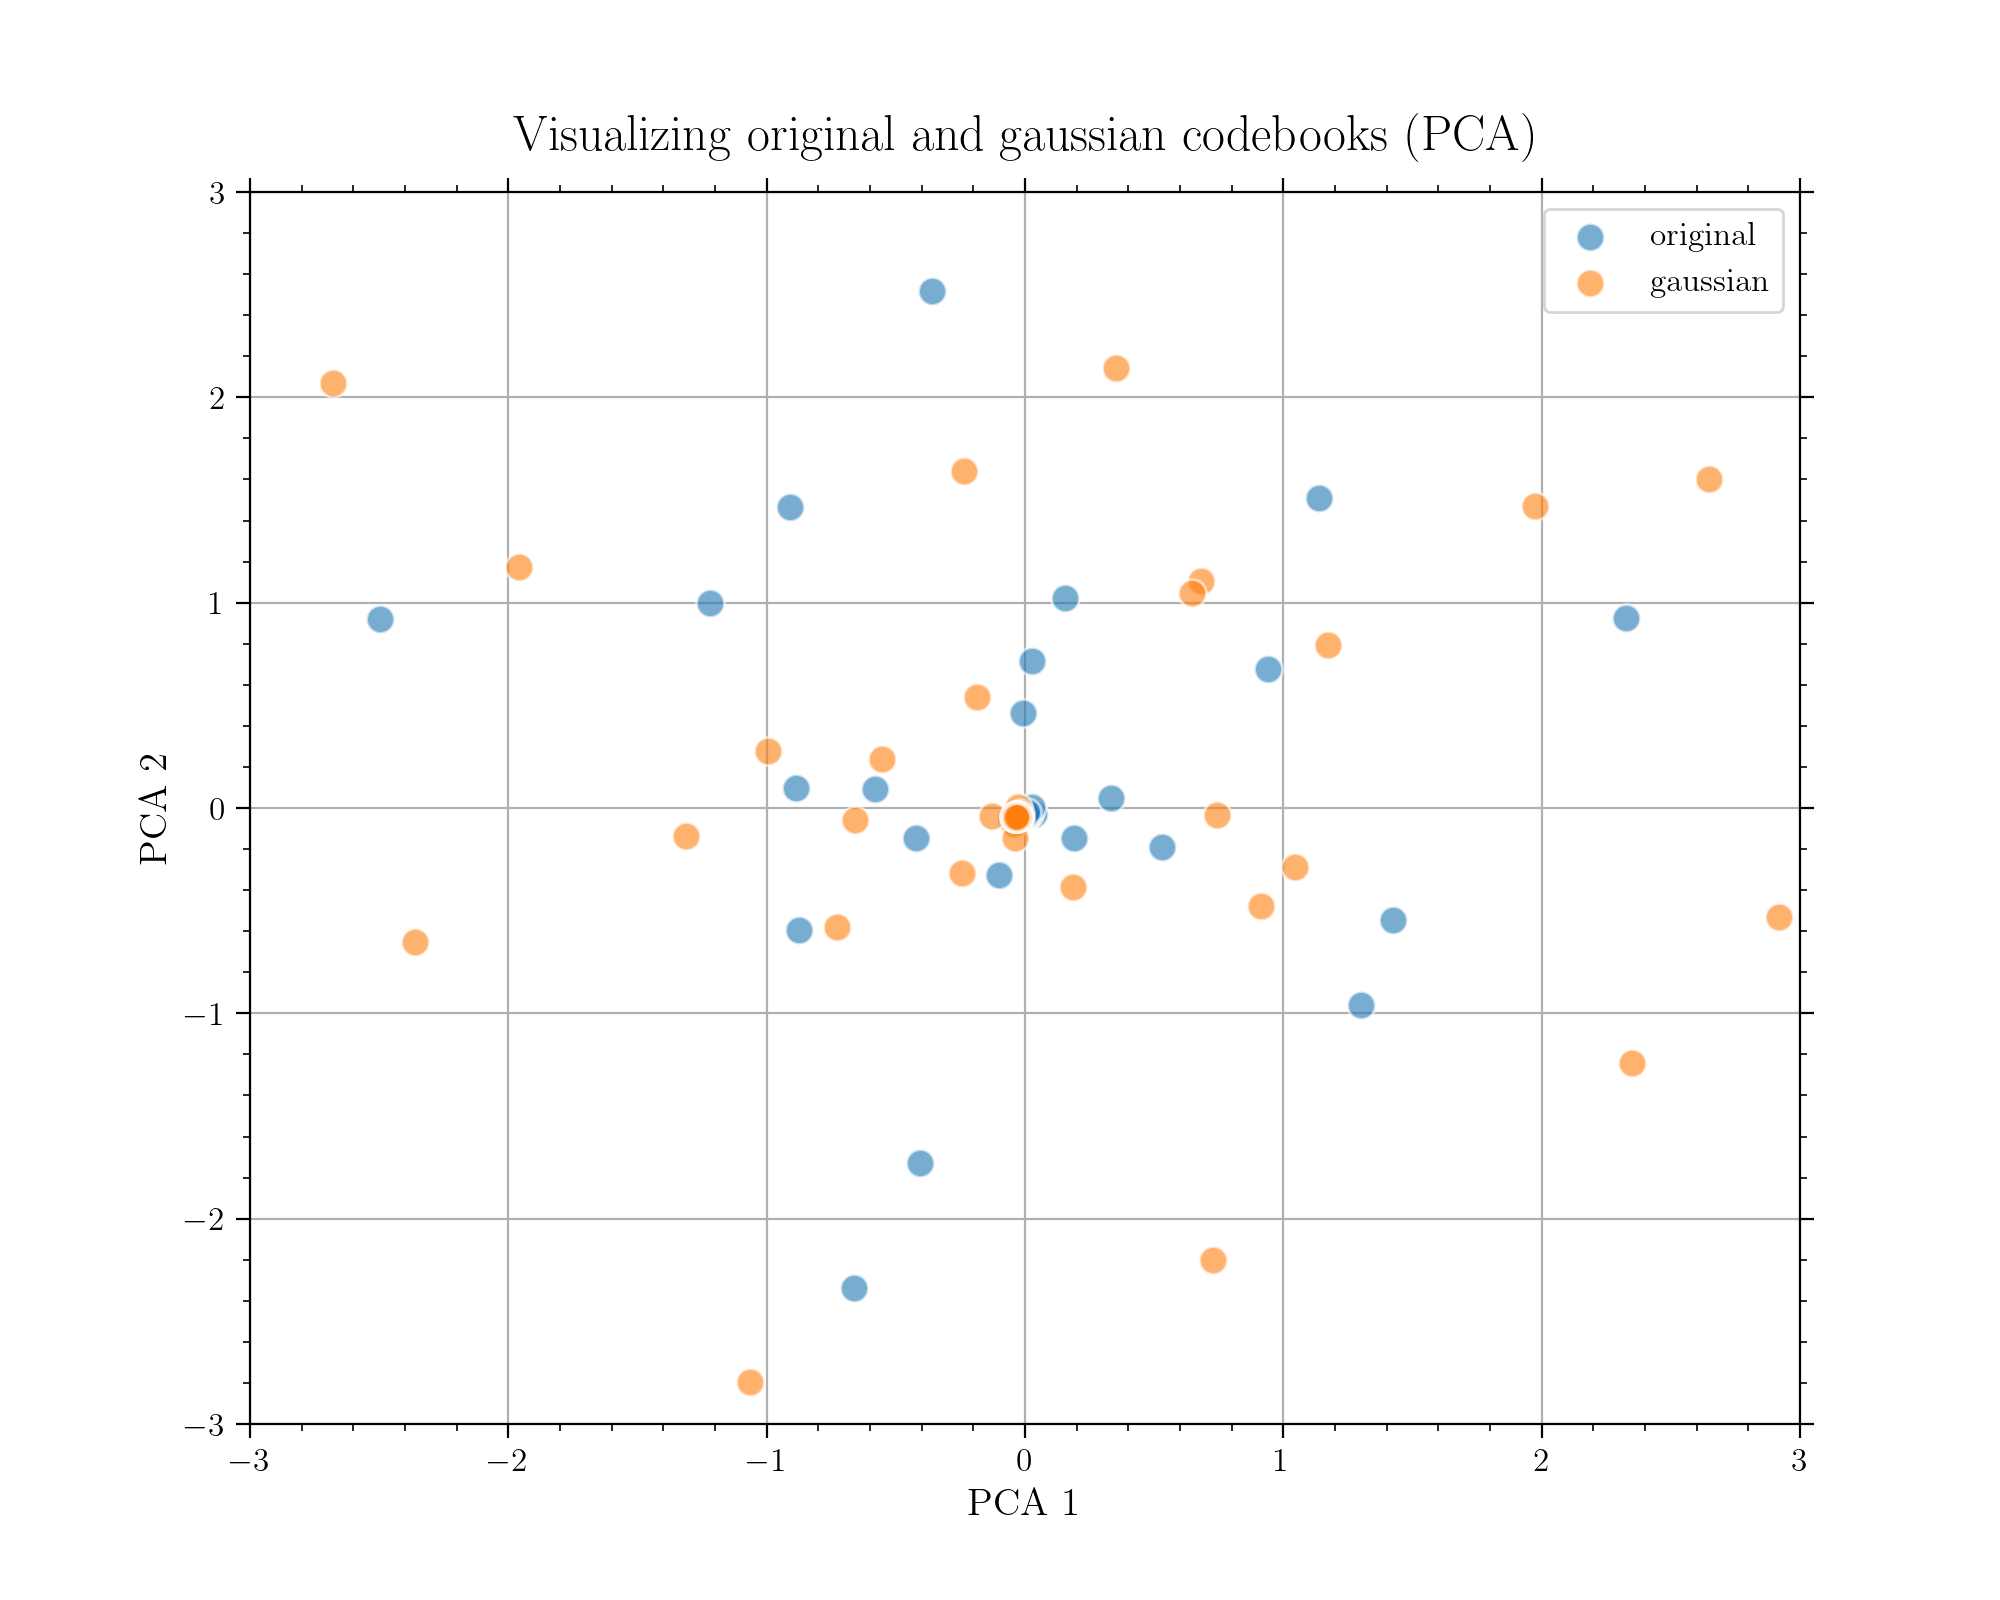 Visualizing original and gaussian codebooks (PCA)
original
gaussian
3
2
1
0
−1
−2
−3
PCA 2
−3 −2 −1 0 1 2 3
PCA 1